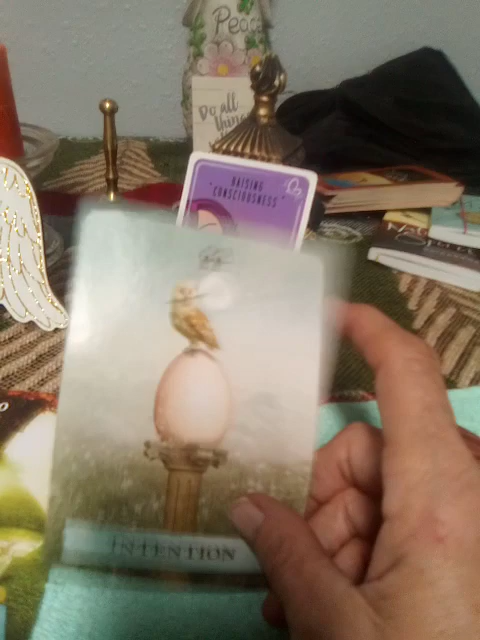 Peace
Do all
things
RAISING
"CONSCIOUSNESS"
INTENTION